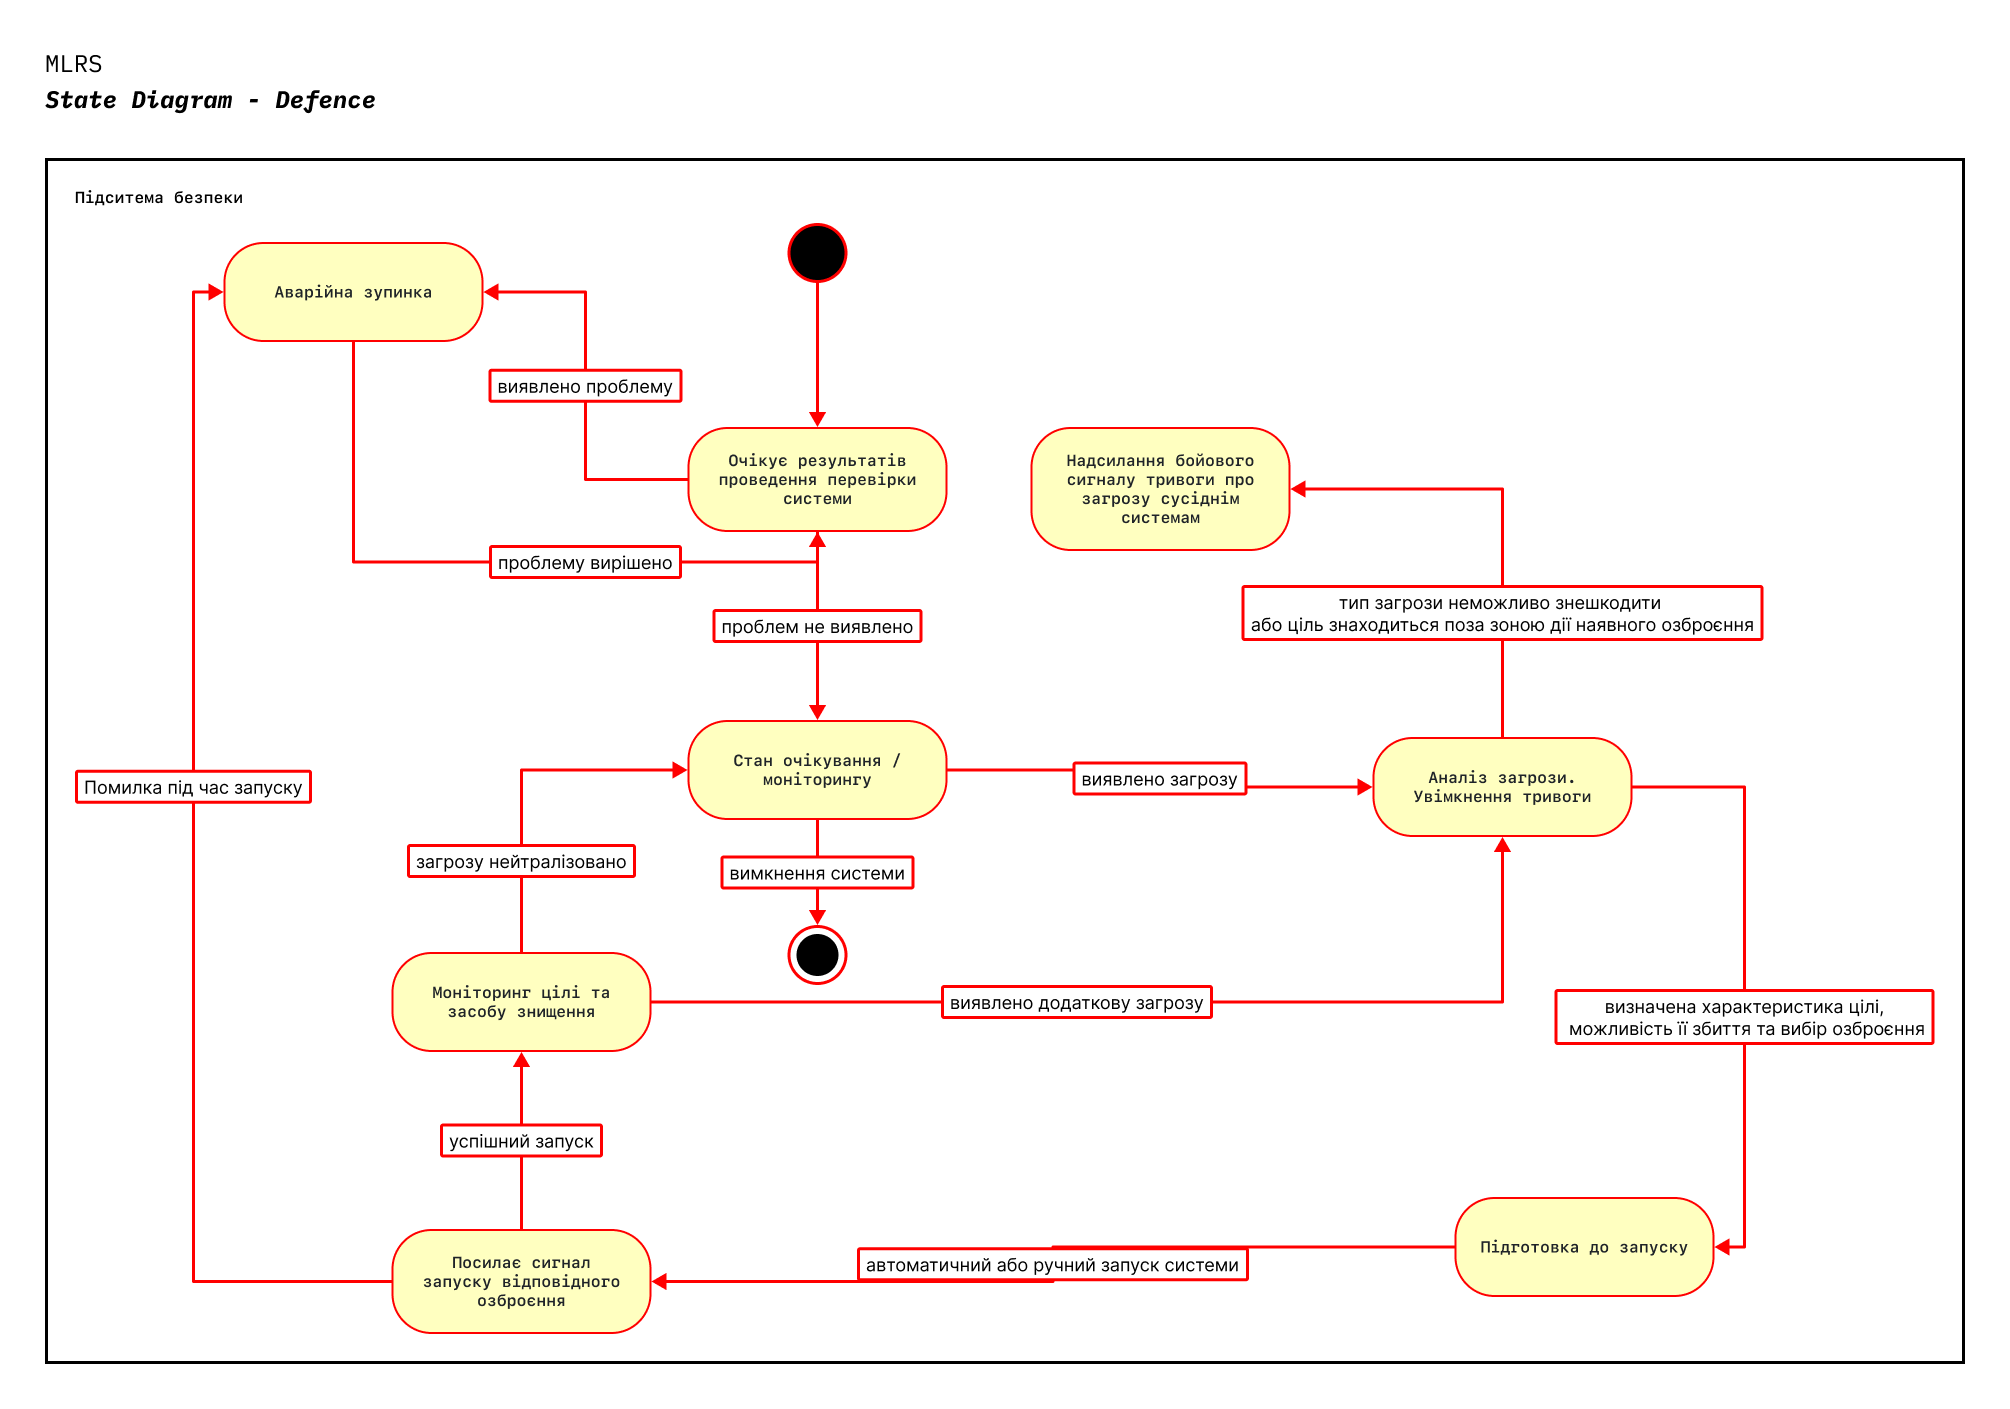 MLRS
State Diagram - Defence
Підситема безпеки
Аварійна зупинка
виявлено проблему
Очікує результатів
проведення перевірки
системи
Надсилання бойового
сигналу тривоги про
загрозу сусіднім
системам
проблему вирішено
проблем не виявлено
тип загрози неможливо знешкодити
або ціль знаходиться поза зоною дії наявного озброєння
Стан очікування /
моніторингу
виявлено загрозу
Аналіз загрози.
Увімкнення тривоги
Помилка під час запуску
загрозу нейтралізовано
вимкнення системи
Моніторинг цілі та
засобу знищення
виявлено додаткову загрозу
визначена характеристика цілі,
можливість її збиття та вибір озброєння
успішний запуск
Посилає сигнал
запуску відповідного
озброєння
автоматичний або ручний запуск системи
Підготовка до запуску